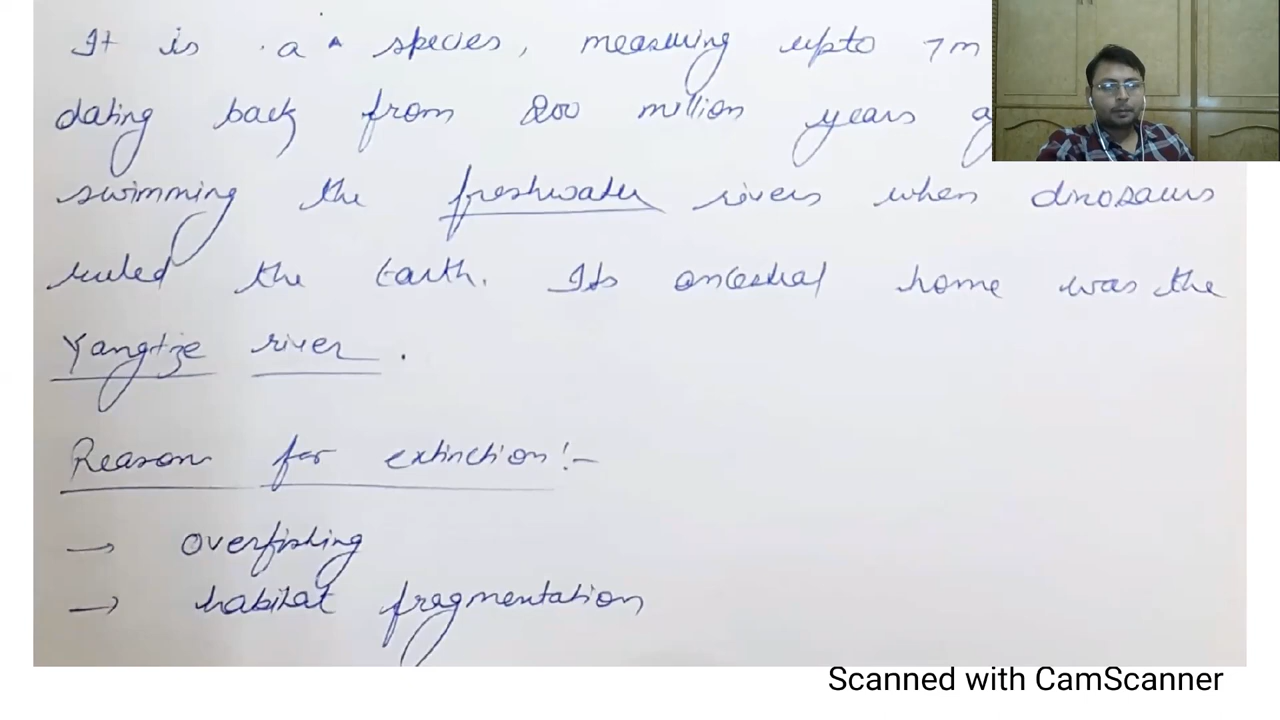 It is a species, measuring upto 7m
dating back from 200 million years
swimming the freshwater rivers when dinosaurs
ruled the Earth. Its ancestral home was the
Yangtze river.
Reason for extinction:-
→ overfishing
→ habitat fragmentation
Scanned with CamScanner